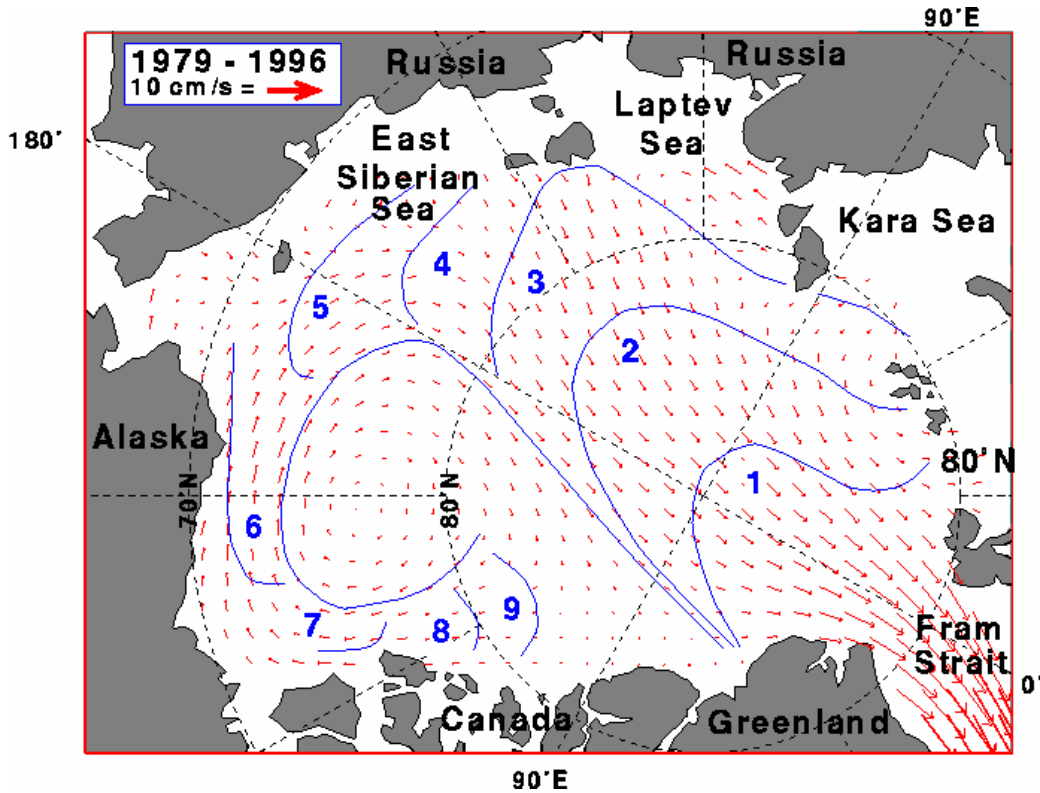 90'E
1979 - 1996
10 cm/s =
Russia
Russia
Laptev
Sea
180'
East
Siberian
Sea
Kara Sea
4
3
5
2
Alaska
80'N
70'N
80'N
1
6
9
7
8
Fram
Strait
0'
Canada
Greenland
90'E